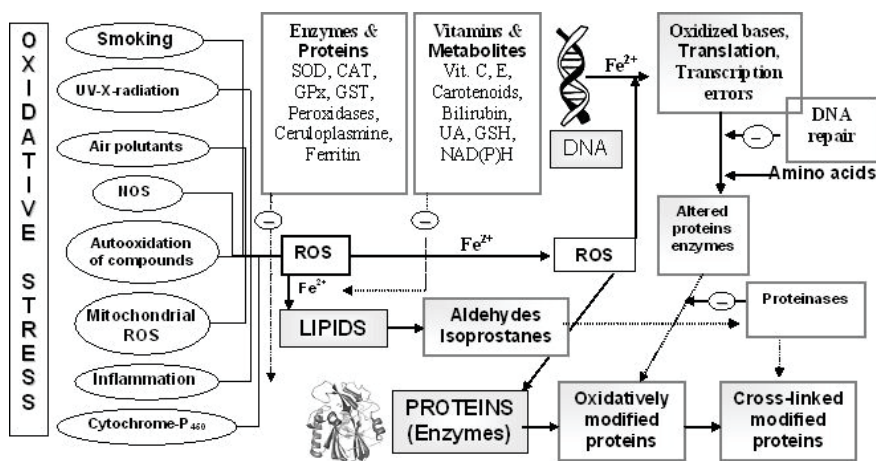 OXIDATIVE STRESS
Smoking
UV-X-radiation
Air polutants
NOS
Autooxidation
of compounds
Mitochondrial
ROS
Inflammation
Cytochrome-P450
Enzymes &
Proteins
SOD, CAT,
GPx, GST,
Peroxidases,
Ceruloplasmine,
Ferritin
Vitamins &
Metabolites
Vit. C, E,
Carotenoids,
Bilirubin,
UA, GSH,
NAD(P)H
DNA
Fe2+
Oxidized bases,
Translation,
Transcription
errors
DNA
repair
Amino acids
Altered
proteins
enzymes
ROS
Fe2+
ROS
Fe2+
LIPIDS
Aldehydes
Isoprostanes
Proteinases
PROTEINS
(Enzymes)
Oxidatively
modified
proteins
Cross-linked
modified
proteins